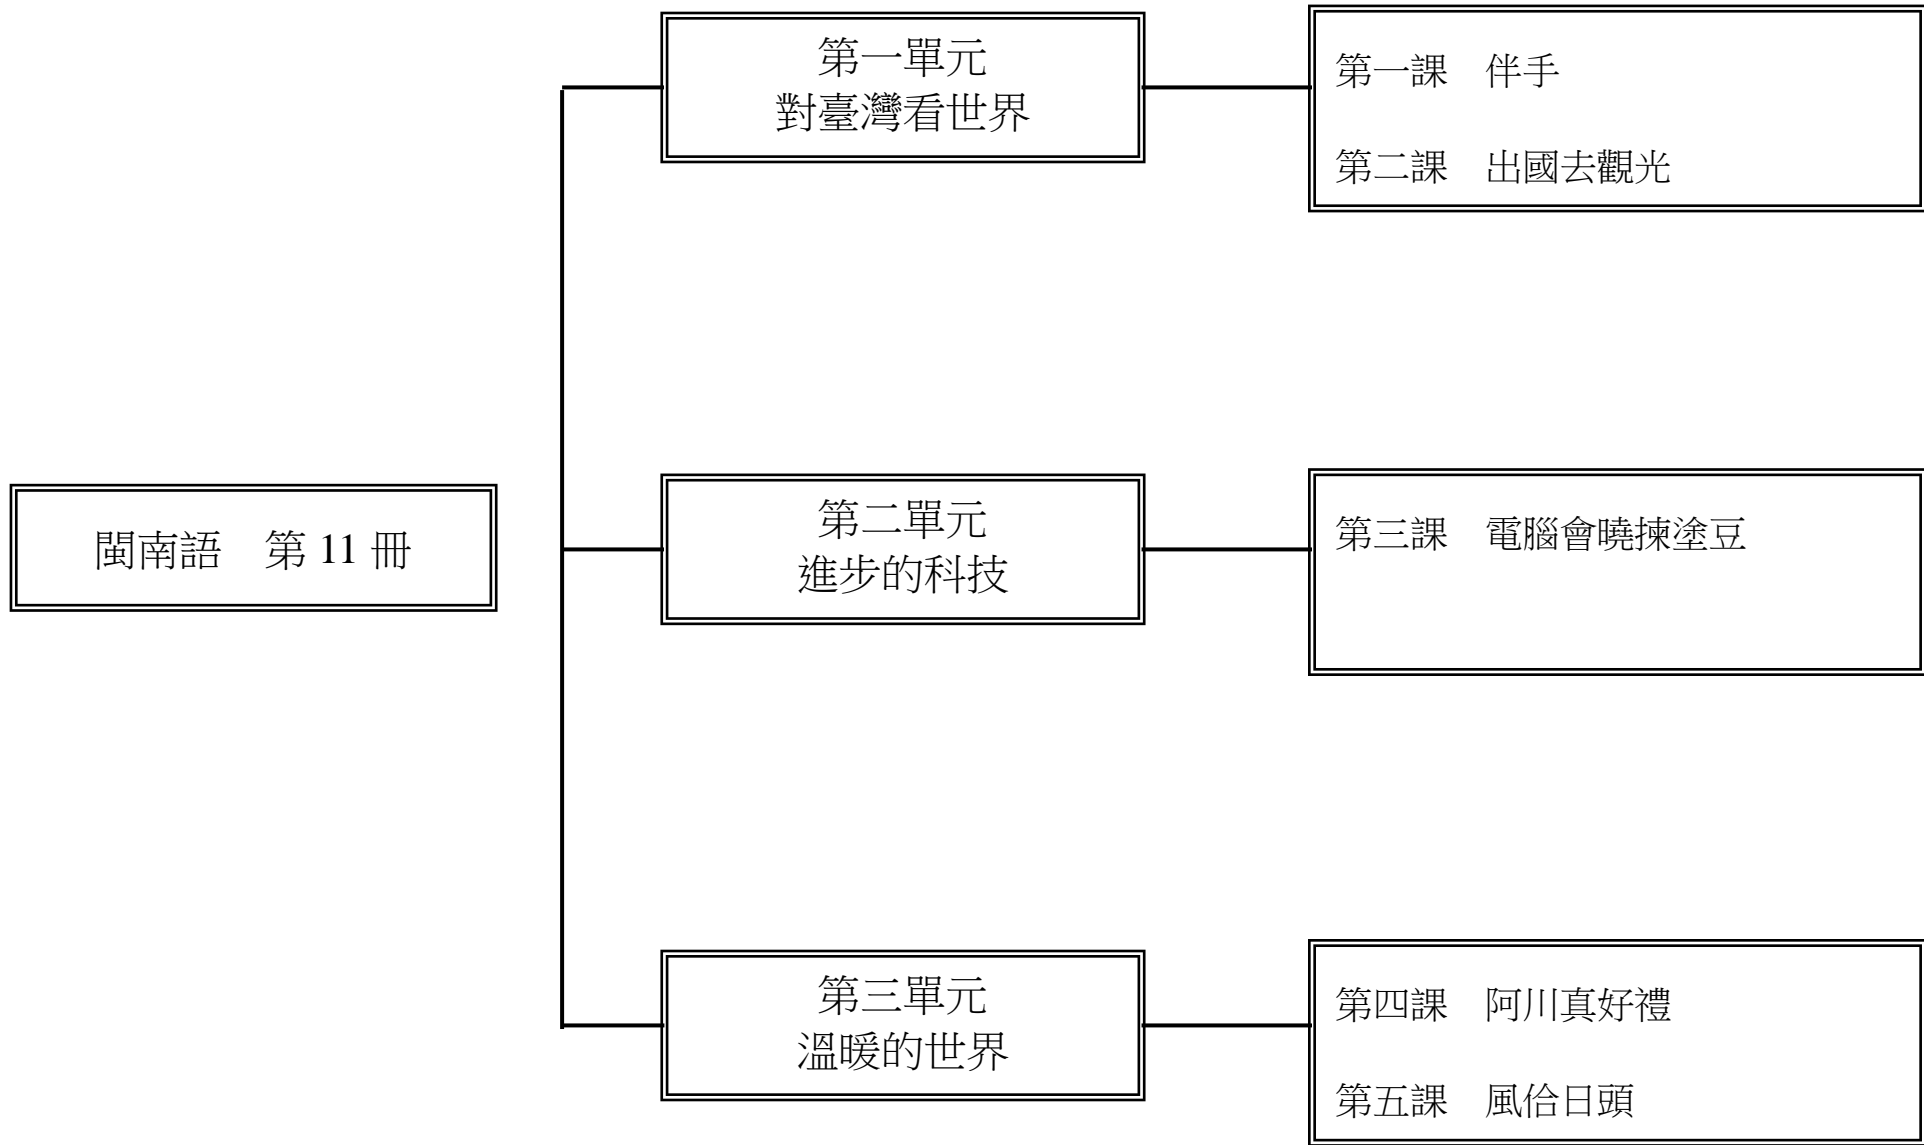 閩南語　第 11 冊
第一單元
對臺灣看世界
第一課　伴手
第二課　出國去觀光
第二單元
進步的科技
第三課　電腦會曉揀塗豆
第三單元
溫暖的世界
第四課　阿川真好禮
第五課　風佮日頭